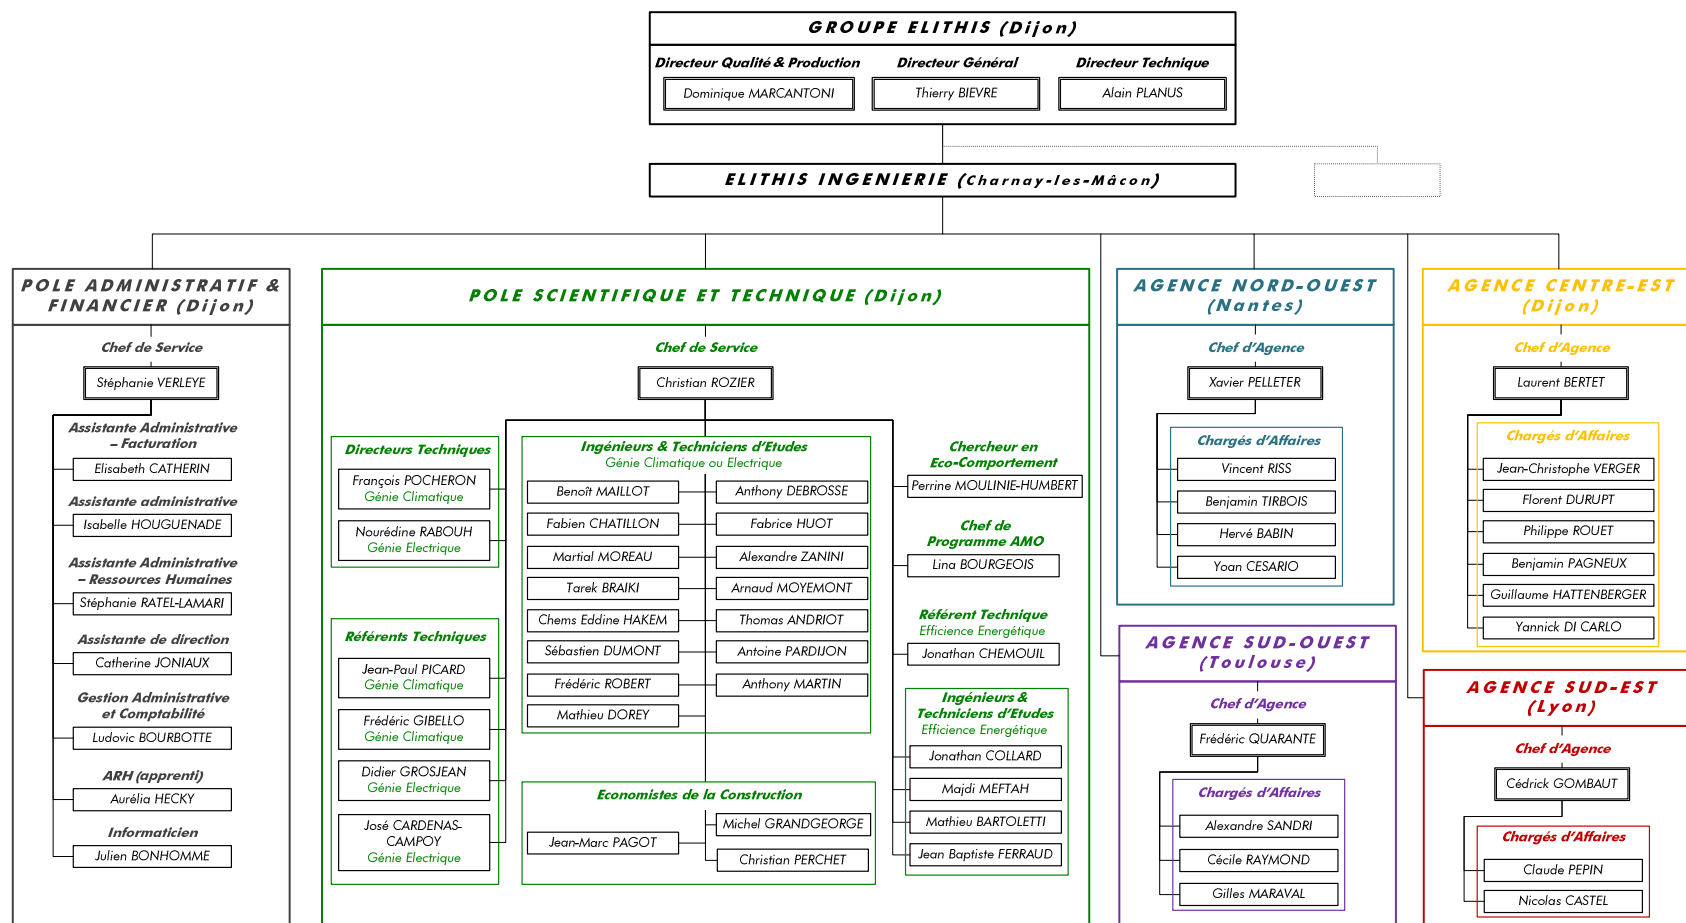 GROUPE ELITHIS (Dijon)
Directeur Qualité & Production
Directeur Général
Directeur Technique
Dominique MARCANTONI
Thierry BIEVRE
Alain PLANUS
ELITHIS INGENIERIE (Charnay-les-Mâcon)
POLE ADMINISTRATIF &
FINANCIER (Dijon)
Chef de Service
Stéphanie VERLEYE
Assistante Administrative
– Facturation
Elisabeth CATHERIN
Assistante administrative
Isabelle HOUGUENADE
Assistante Administrative
– Ressources Humaines
Stéphanie RATEL-LAMARI
Assistante de direction
Catherine JONIAUX
Gestion Administrative
et Comptabilité
Ludovic BOURBOTTE
ARH (apprenti)
Aurélia HECKY
Informaticien
Julien BONHOMME
POLE SCIENTIFIQUE ET TECHNIQUE (Dijon)
Chef de Service
Christian ROZIER
Directeurs Techniques
François POCHERON
Génie Climatique
Nourédine RABOUH
Génie Electrique
Référents Techniques
Jean-Paul PICARD
Génie Climatique
Frédéric GIBELLO
Génie Climatique
Didier GROSJEAN
Génie Electrique
José CARDENAS-
CAMPOY
Génie Electrique
Ingénieurs & Techniciens d’Etudes
Génie Climatique ou Electrique
Benoît MAILLOT
Anthony DEBROSSE
Fabien CHATILLON
Fabrice HUOT
Martial MOREAU
Alexandre ZANINI
Tarek BRAIKI
Arnaud MOYEMONT
Chems Eddine HAKEM
Thomas ANDRIOT
Sébastien DUMONT
Antoine PARDIJON
Frédéric ROBERT
Anthony MARTIN
Mathieu DOREY
Economistes de la Construction
Michel GRANDGEORGE
Jean-Marc PAGOT
Christian PERCHET
Chercheur en
Eco-Comportement
Perrine MOULINIE-HUMBERT
Chef de
Programme AMO
Lina BOURGEOIS
Référent Technique
Efficience Energétique
Jonathan CHEMOUIL
Ingénieurs &
Techniciens d’Etudes
Efficience Energétique
Jonathan COLLARD
Majdi MEFTAH
Mathieu BARTOLETTI
Jean Baptiste FERRAUD
AGENCE NORD-OUEST
(Nantes)
Chef d’Agence
Xavier PELLETER
Chargés d’Affaires
Vincent RISS
Benjamin TIRBOIS
Hervé BABIN
Yoan CESARIO
AGENCE SUD-OUEST
(Toulouse)
Chef d’Agence
Frédéric QUARANTE
Chargés d’Affaires
Alexandre SANDRI
Cécile RAYMOND
Gilles MARAVAL
AGENCE CENTRE-EST
(Dijon)
Chef d’Agence
Laurent BERTET
Chargés d’Affaires
Jean-Christophe VERGER
Florent DURUPT
Philippe ROUET
Benjamin PAGNEUX
Guillaume HATTENBERGER
Yannick DI CARLO
AGENCE SUD-EST
(Lyon)
Chef d’Agence
Cédrick GOMBAUT
Chargés d’Affaires
Claude PEPIN
Nicolas CASTEL